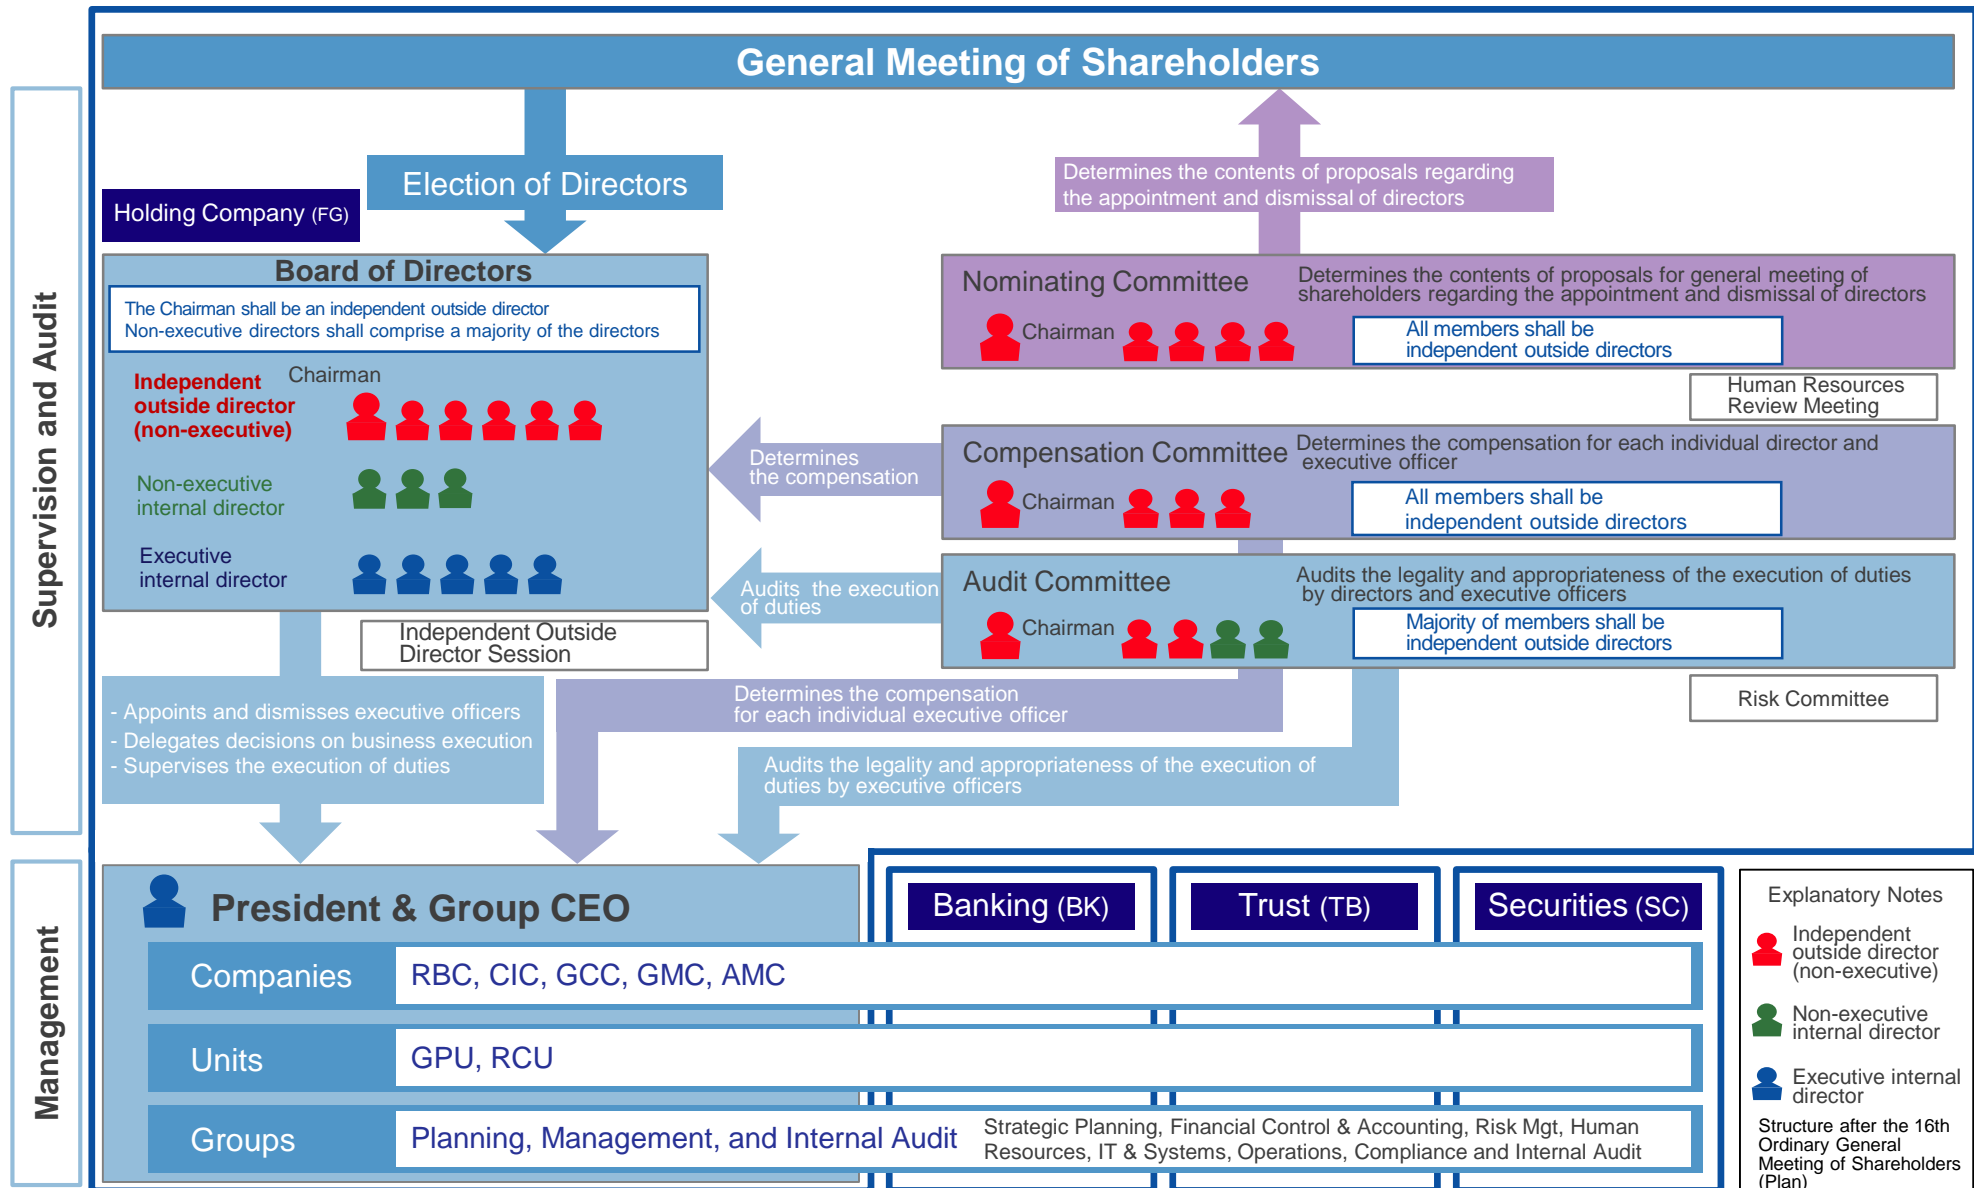 General Meeting of Shareholders
Supervision and Audit
Election of Directors
Holding Company (FG)
Determines the contents of proposals regarding
the appointment and dismissal of directors
Board of Directors
The Chairman shall be an independent outside director
Non-executive directors shall comprise a majority of the directors
Independent
outside director
(non-executive)
Chairman
Non-executive
internal director
Executive
internal director
Independent Outside
Director Session
Nominating Committee
Determines the contents of proposals for general meeting of
shareholders regarding the appointment and dismissal of directors
Chairman
All members shall be
independent outside directors
Human Resources
Review Meeting
Determines
the compensation
Compensation Committee
Determines the compensation for each individual director and
executive officer
Chairman
All members shall be
independent outside directors
Audits the execution
of duties
Audit Committee
Audits the legality and appropriateness of the execution of duties
by directors and executive officers
Chairman
Majority of members shall be
independent outside directors
Risk Committee
- Appoints and dismisses executive officers
- Delegates decisions on business execution
- Supervises the execution of duties
Determines the compensation
for each individual executive officer
Audits the legality and appropriateness of the execution of
duties by executive officers
Management
President & Group CEO
Banking (BK)
Trust (TB)
Securities (SC)
Companies
RBC, CIC, GCC, GMC, AMC
Units
GPU, RCU
Groups
Planning, Management, and Internal Audit
Strategic Planning, Financial Control & Accounting, Risk Mgt, Human
Resources, IT & Systems, Operations, Compliance and Internal Audit
Explanatory Notes
Independent
outside director
(non-executive)
Non-executive
internal director
Executive internal
director
Structure after the 16th
Ordinary General
Meeting of Shareholders
(Plan)